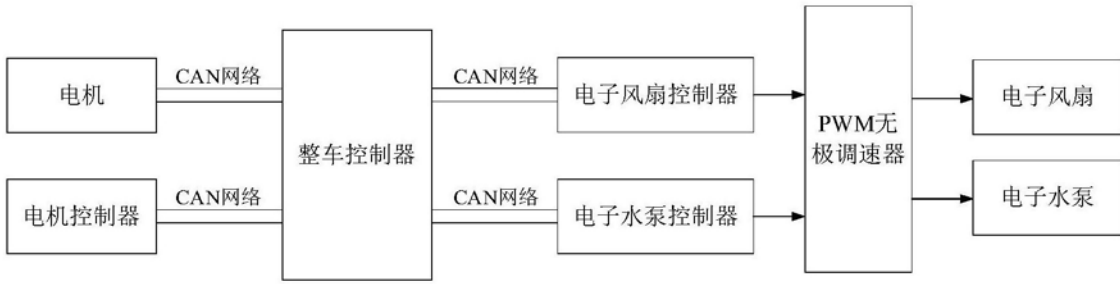 电机
CAN网络
整车控制器
CAN网络
电子风扇控制器
PWM无
极调速器
电子风扇
电机控制器
CAN网络
CAN网络
电子水泵控制器
电子水泵